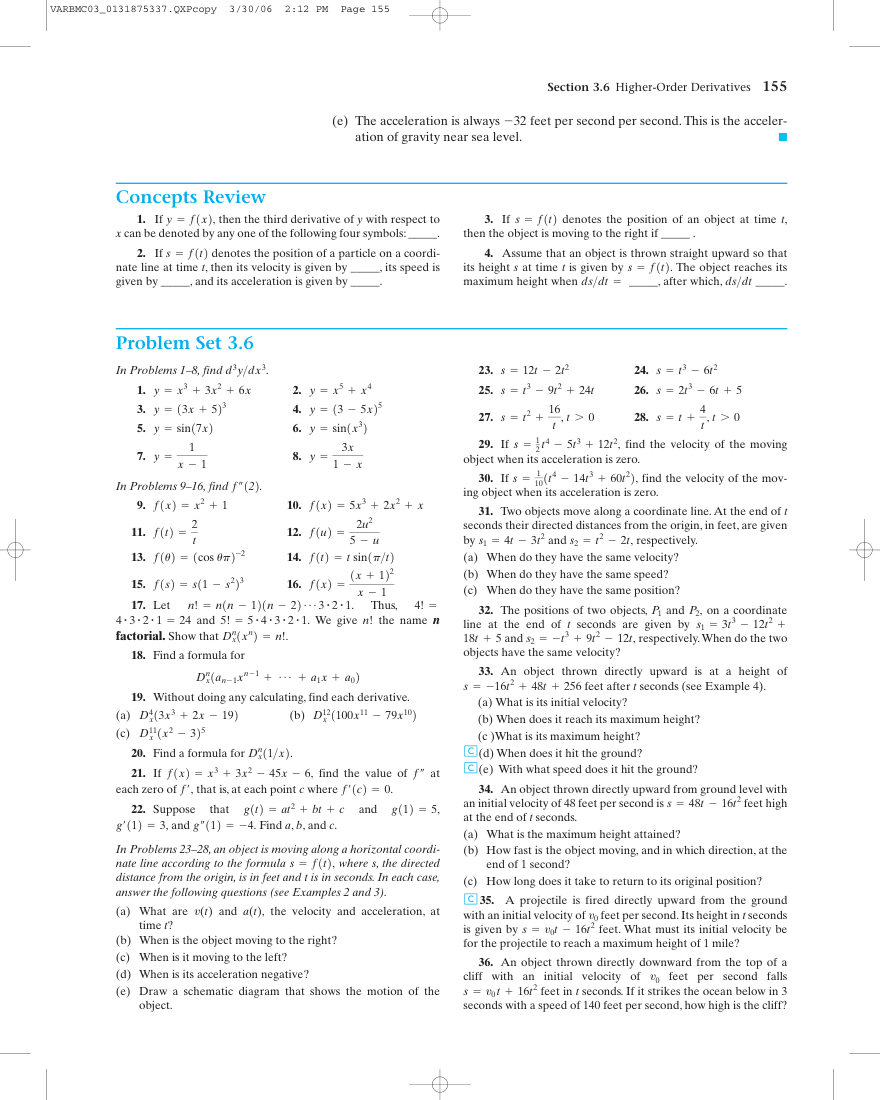 VARBMC03_0131875337.QXPcopy 3/30/06 2:12 PM Page 155
Section 3.6 Higher-Order Derivatives 155
(e) The acceleration is always −32 feet per second per second. This is the acceler-
ation of gravity near sea level.
Concepts Review
1. If y = f(x), then the third derivative of y with respect to
x can be denoted by any one of the following four symbols: _____.
2. If s = f(t) denotes the position of a particle on a coordi-
nate line at time t, then its velocity is given by _____, its speed is
given by _____, and its acceleration is given by _____.
3. If s = f(t) denotes the position of an object at time t,
then the object is moving to the right if _____ .
4. Assume that an object is thrown straight upward so that
its height s at time t is given by s = f(t). The object reaches its
maximum height when ds/dt = _____, after which, ds/dt _____.
Problem Set 3.6
In Problems 1–8, find d³y/dx³.
1. y = x³ + 3x² + 6x 2. y = x⁵ + x⁴
3. y = (3x + 5)³ 4. y = (3 − 5x)⁵
5. y = sin(7x) 6. y = sin(x³)
7. y = 1/(x − 1) 8. y = 3x/(1 − x)
In Problems 9–16, find f″(2).
9. f(x) = x² + 1 10. f(x) = 5x³ + 2x² + x
11. f(t) = 2/t 12. f(u) = 2u²/(5 − u)
13. f(θ) = (cos θπ)⁻² 14. f(t) = t sin(π/t)
15. f(s) = s(1 − s²)³ 16. f(x) = (x + 1)²/(x − 1)
17. Let n! = n(n − 1)(n − 2) ··· 3 · 2 · 1. Thus, 4! =
4 · 3 · 2 · 1 = 24 and 5! = 5 · 4 · 3 · 2 · 1. We give n! the name n
factorial. Show that Dₓⁿ(xⁿ) = n!.
18. Find a formula for
Dₓⁿ(aₙ₋₁xⁿ⁻¹ + ··· + a₁x + a₀)
19. Without doing any calculating, find each derivative.
(a) Dₓ⁴(3x³ + 2x − 19) (b) Dₓ¹²(100x¹¹ − 79x¹⁰)
(c) Dₓ¹¹(x² − 3)⁵
20. Find a formula for Dₓⁿ(1/x).
21. If f(x) = x³ + 3x² − 45x − 6, find the value of f″ at
each zero of f′, that is, at each point c where f′(c) = 0.
22. Suppose that g(t) = at² + bt + c and g(1) = 5,
g′(1) = 3, and g″(1) = −4. Find a, b, and c.
In Problems 23–28, an object is moving along a horizontal coordi-
nate line according to the formula s = f(t), where s, the directed
distance from the origin, is in feet and t is in seconds. In each case,
answer the following questions (see Examples 2 and 3).
(a) What are v(t) and a(t), the velocity and acceleration, at
time t?
(b) When is the object moving to the right?
(c) When is it moving to the left?
(d) When is its acceleration negative?
(e) Draw a schematic diagram that shows the motion of the
object.
23. s = 12t − 2t² 24. s = t³ − 6t²
25. s = t³ − 9t² + 24t 26. s = 2t³ − 6t + 5
27. s = t² + 16/t, t > 0 28. s = t + 4/t, t > 0
29. If s = ½t⁴ − 5t³ + 12t², find the velocity of the moving
object when its acceleration is zero.
30. If s = 1/10(t⁴ − 14t³ + 60t²), find the velocity of the mov-
ing object when its acceleration is zero.
31. Two objects move along a coordinate line. At the end of t
seconds their directed distances from the origin, in feet, are given
by s₁ = 4t − 3t² and s₂ = t² − 2t, respectively.
(a) When do they have the same velocity?
(b) When do they have the same speed?
(c) When do they have the same position?
32. The positions of two objects, P₁ and P₂, on a coordinate
line at the end of t seconds are given by s₁ = 3t³ − 12t² +
18t + 5 and s₂ = −t³ + 9t² − 12t, respectively. When do the two
objects have the same velocity?
33. An object thrown directly upward is at a height of
s = −16t² + 48t + 256 feet after t seconds (see Example 4).
(a) What is its initial velocity?
(b) When does it reach its maximum height?
(c )What is its maximum height?
C (d) When does it hit the ground?
C (e) With what speed does it hit the ground?
34. An object thrown directly upward from ground level with
an initial velocity of 48 feet per second is s = 48t − 16t² feet high
at the end of t seconds.
(a) What is the maximum height attained?
(b) How fast is the object moving, and in which direction, at the
end of 1 second?
(c) How long does it take to return to its original position?
C 35. A projectile is fired directly upward from the ground
with an initial velocity of v₀ feet per second. Its height in t seconds
is given by s = v₀t − 16t² feet. What must its initial velocity be
for the projectile to reach a maximum height of 1 mile?
36. An object thrown directly downward from the top of a
cliff with an initial velocity of v₀ feet per second falls
s = v₀t + 16t² feet in t seconds. If it strikes the ocean below in 3
seconds with a speed of 140 feet per second, how high is the cliff?